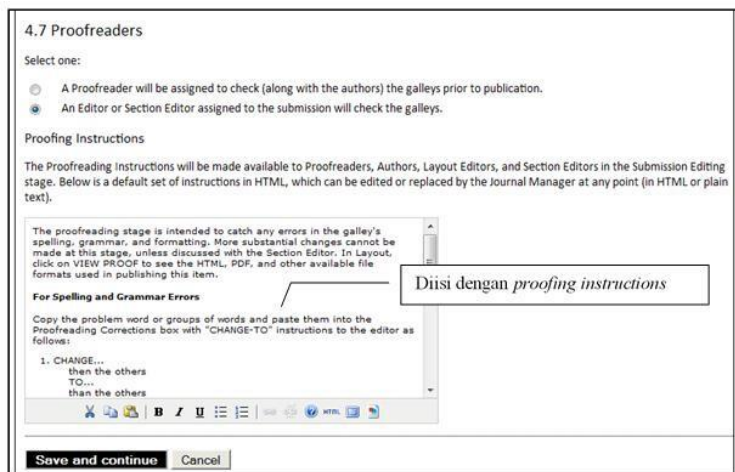 4.7 Proofreaders
Select one:
A Proofreader will be assigned to check (along with the authors) the galleys prior to publication.
An Editor or Section Editor assigned to the submission will check the galleys.
Proofing Instructions
The Proofreading Instructions will be made available to Proofreaders, Authors, Layout Editors, and Section Editors in the Submission Editing
stage. Below is a default set of instructions in HTML, which can be edited or replaced by the Journal Manager at any point (in HTML or plain
text).
The proofreading stage is intended to catch any errors in the galley's
spelling, grammar, and formatting. More substantial changes cannot be
made at this stage, unless discussed with the Section Editor. In Layout,
click on VIEW PROOF to see the HTML, PDF, and other available file
formats used in publishing this item.
Diisi dengan proofing instructions
For Spelling and Grammar Errors
Copy the problem word or groups of words and paste them into the
Proofreading Corrections box with "CHANGE-TO" instructions to the editor as
follows:
1. CHANGE...
then the others
TO...
than the others
B I U HTML
Save and continue Cancel